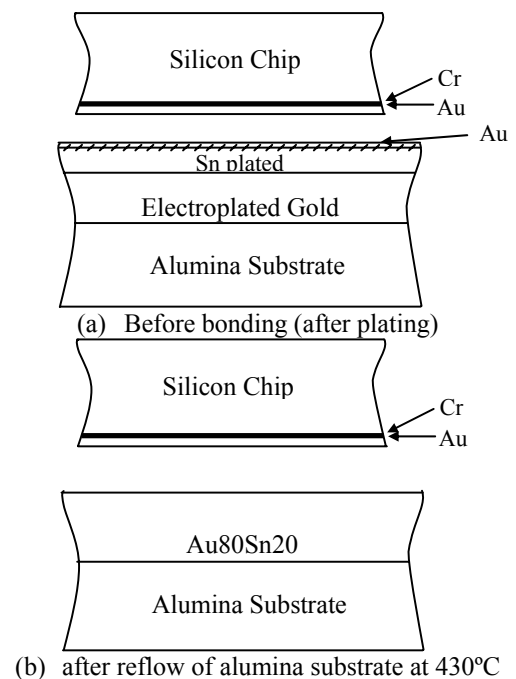 Silicon Chip
Cr
Au
Au
Sn plated
Electroplated Gold
Alumina Substrate
(a) Before bonding (after plating)
Silicon Chip
Cr
Au
Au80Sn20
Alumina Substrate
(b) after reflow of alumina substrate at 430ºC